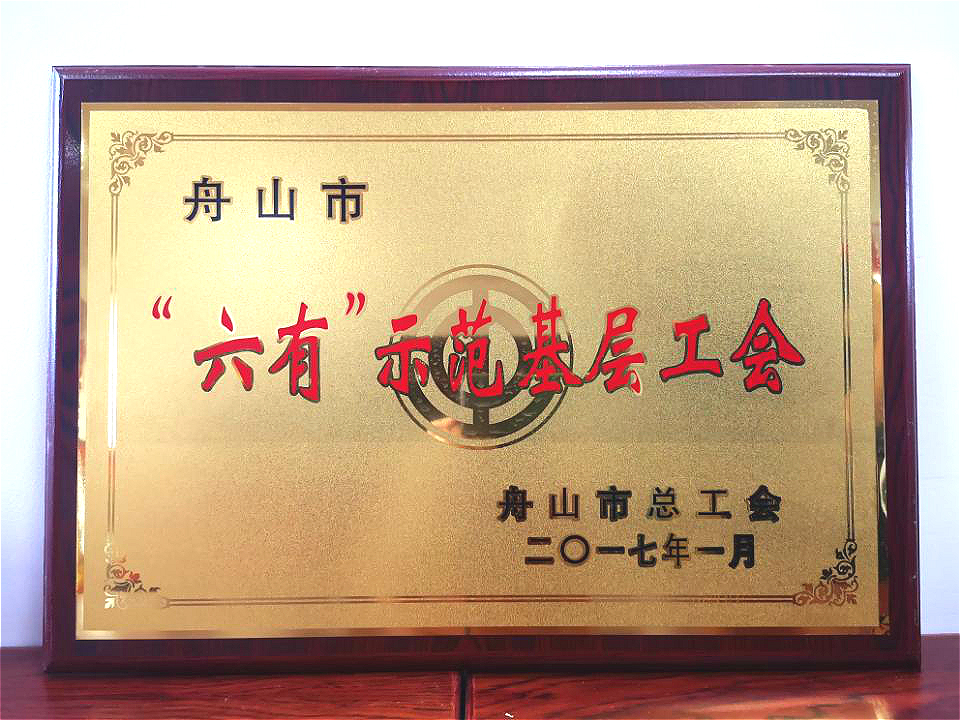 舟山市
“六有”示范基层工会
舟山市总工会
二〇一七年一月